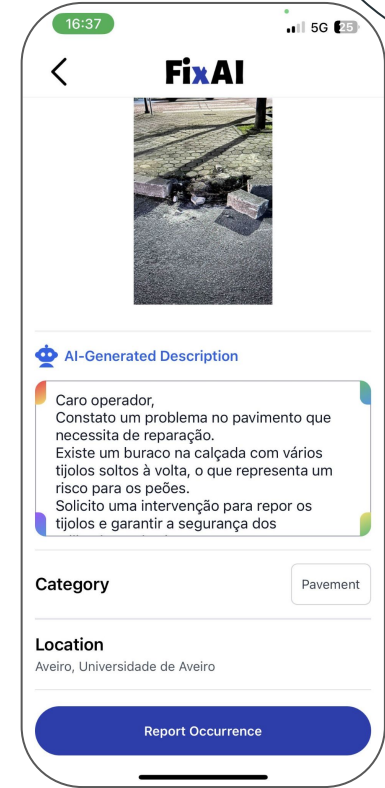 16:37
5G 25
FixAI
AI-Generated Description
Caro operador,
Constato um problema no pavimento que
necessita de reparação.
Existe um buraco na calçada com vários
tijolos soltos à volta, o que representa um
risco para os peões.
Solicito uma intervenção para repor os
tijolos e garantir a segurança dos
Category
Pavement
Location
Aveiro, Universidade de Aveiro
Report Occurrence